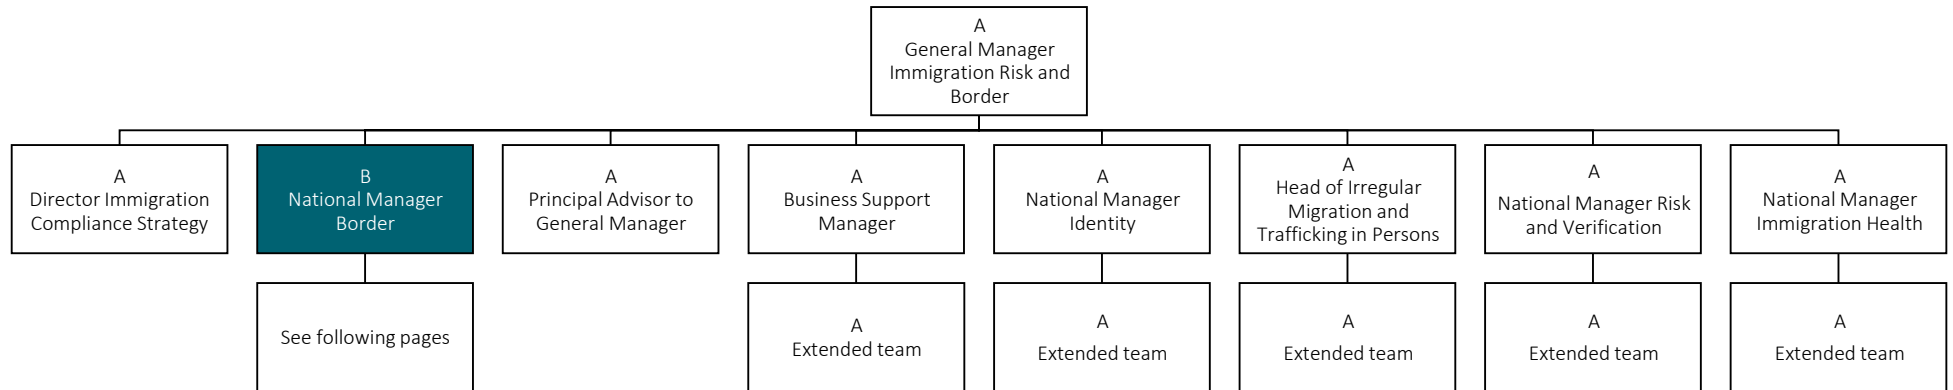 A
General Manager
Immigration Risk and
Border
A
Director Immigration
Compliance Strategy
B
National Manager
Border
A
Principal Advisor to
General Manager
A
Business Support
Manager
A
National Manager
Identity
A
Head of Irregular
Migration and
Trafficking in Persons
A
National Manager Risk
and Verification
A
National Manager
Immigration Health
See following pages
A
Extended team
A
Extended team
A
Extended team
A
Extended team
A
Extended team